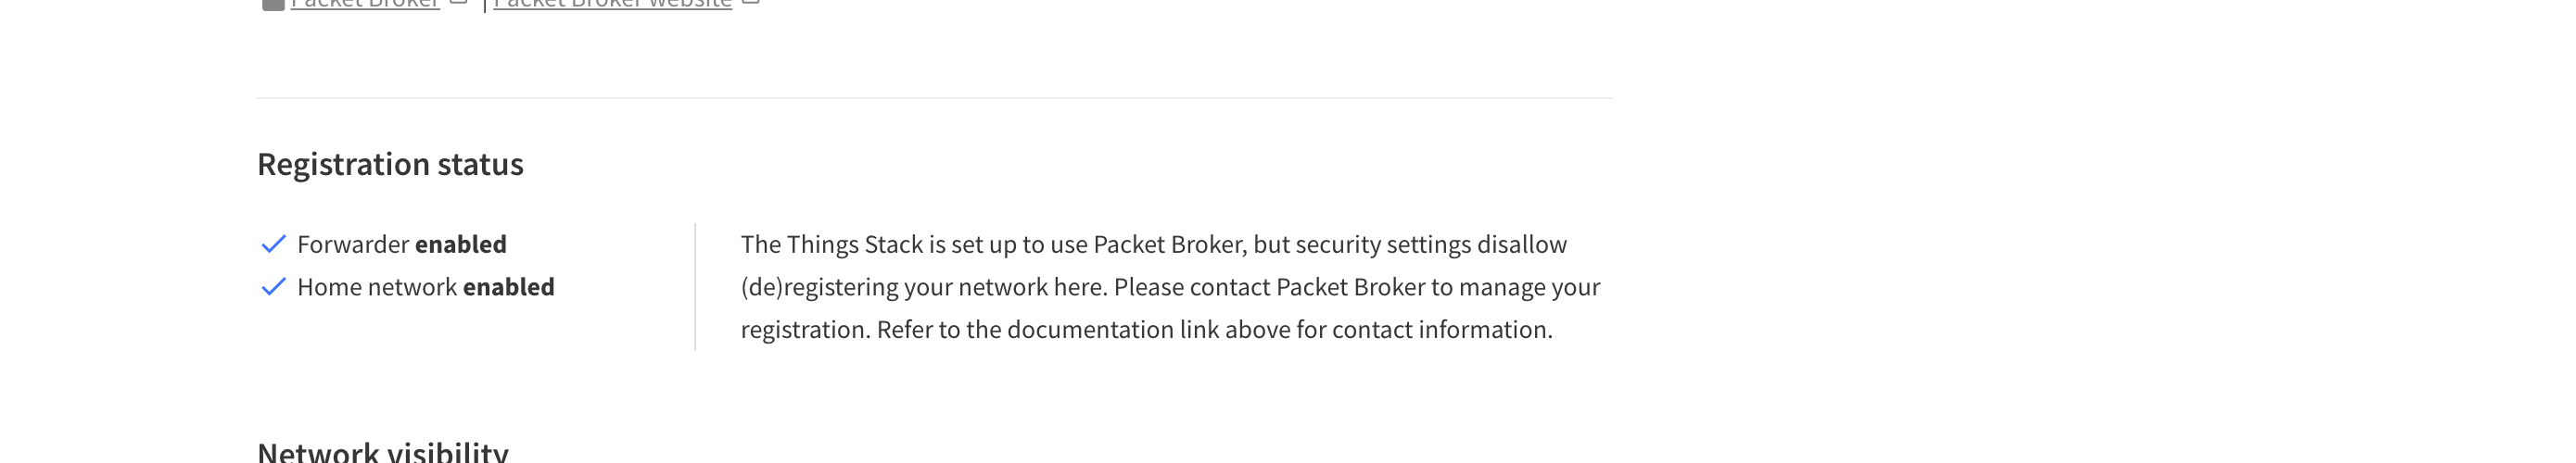 Packet Broker | Packet Broker website
Registration status
Forwarder enabled
Home network enabled
The Things Stack is set up to use Packet Broker, but security settings disallow
(de)registering your network here. Please contact Packet Broker to manage your
registration. Refer to the documentation link above for contact information.
Network visibility